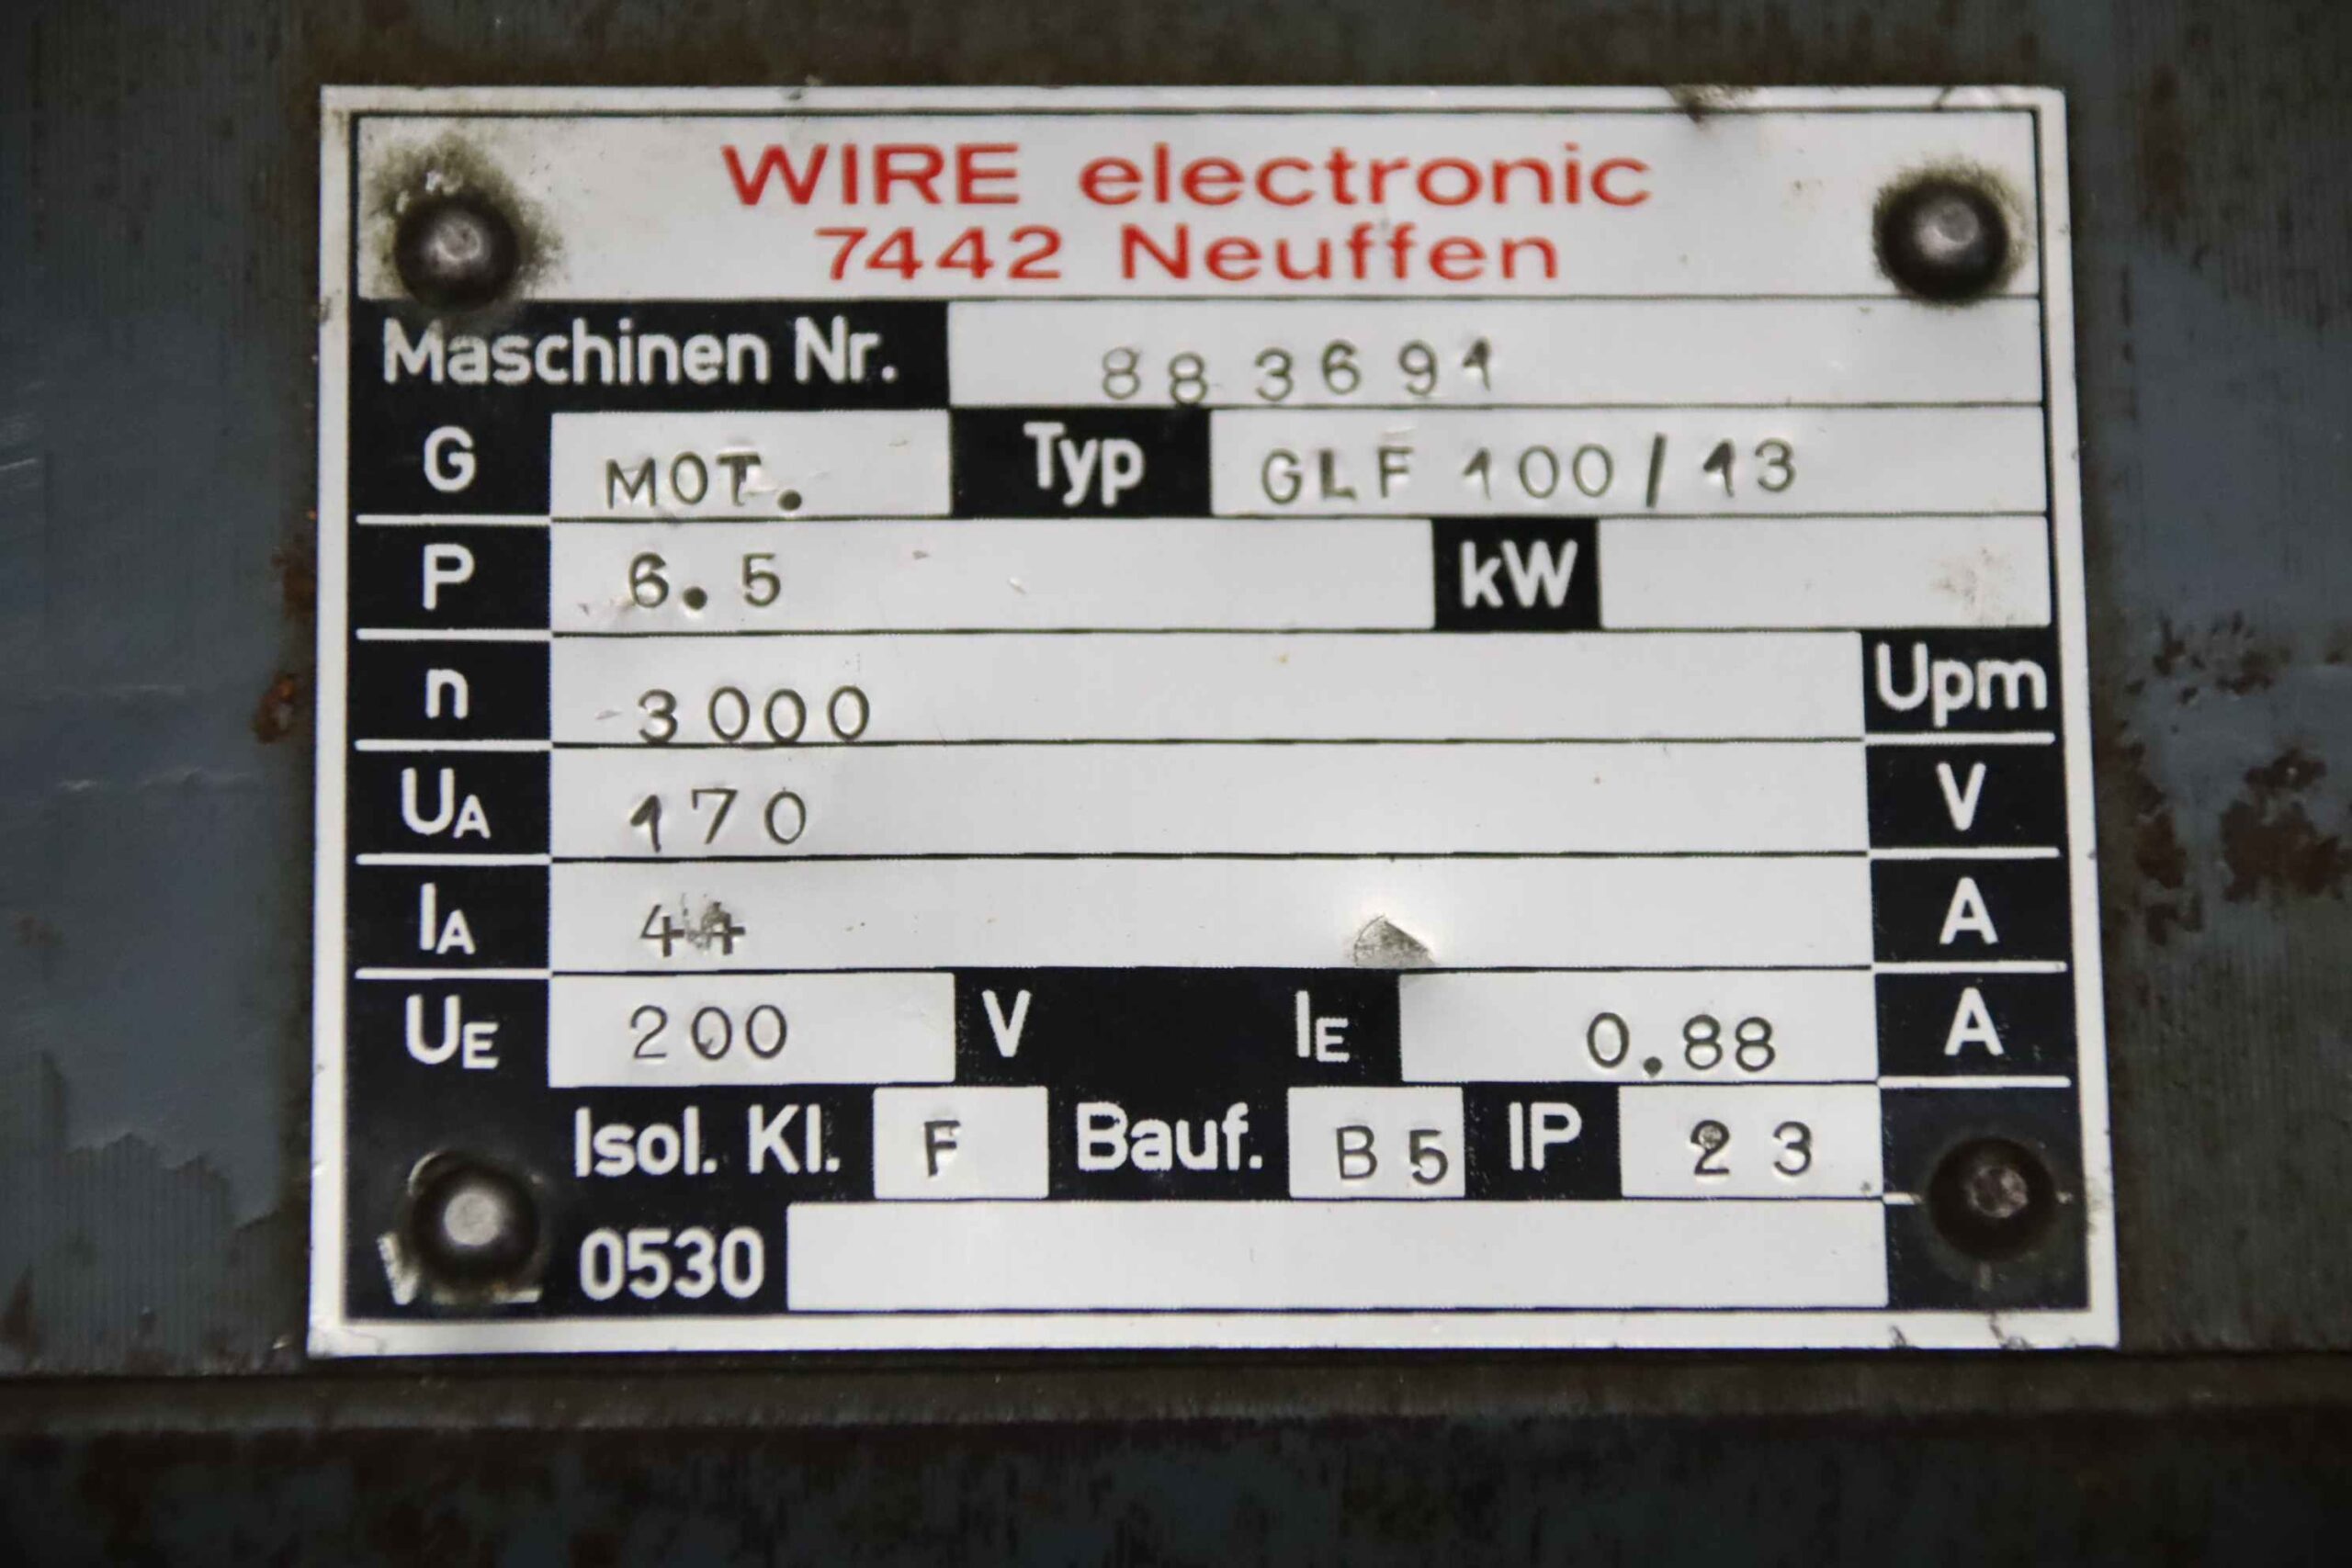 WIRE electronic
7442 Neuffen
Maschinen Nr. 883691
G MOT. Typ GLF 100/13
P 6.5 kW
n 3000 Upm
UA 170 V
IA 44 A
UE 200 V IE 0.88 A
Isol. Kl. F Bauf. B5 IP 23
0530